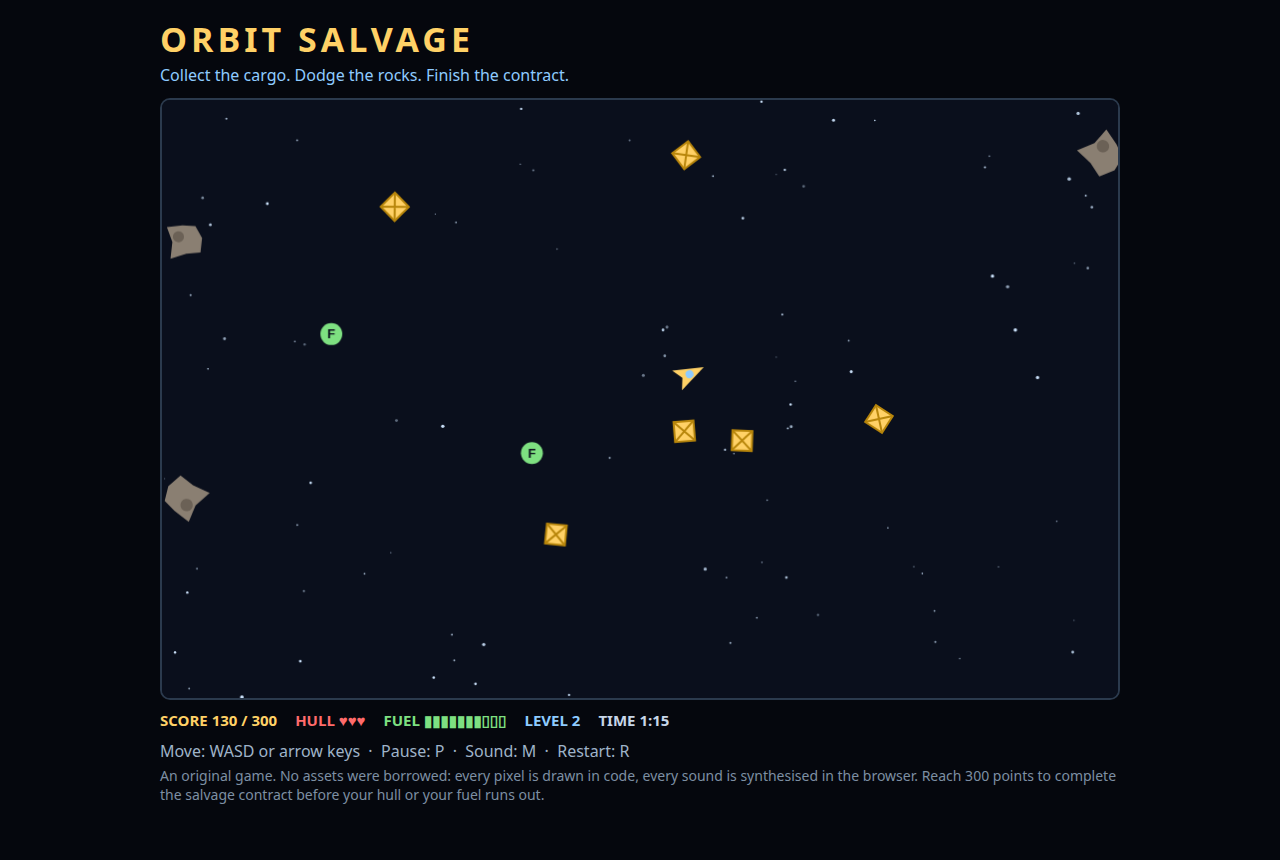 ORBIT SALVAGE
Collect the cargo. Dodge the rocks. Finish the contract.
F
F
SCORE 130 / 300 HULL ♥♥♥ FUEL ▮▮▮▮▮▮▮▯▯▯ LEVEL 2 TIME 1:15
Move: WASD or arrow keys · Pause: P · Sound: M · Restart: R
An original game. No assets were borrowed: every pixel is drawn in code, every sound is synthesised in the browser. Reach 300 points to complete
the salvage contract before your hull or your fuel runs out.